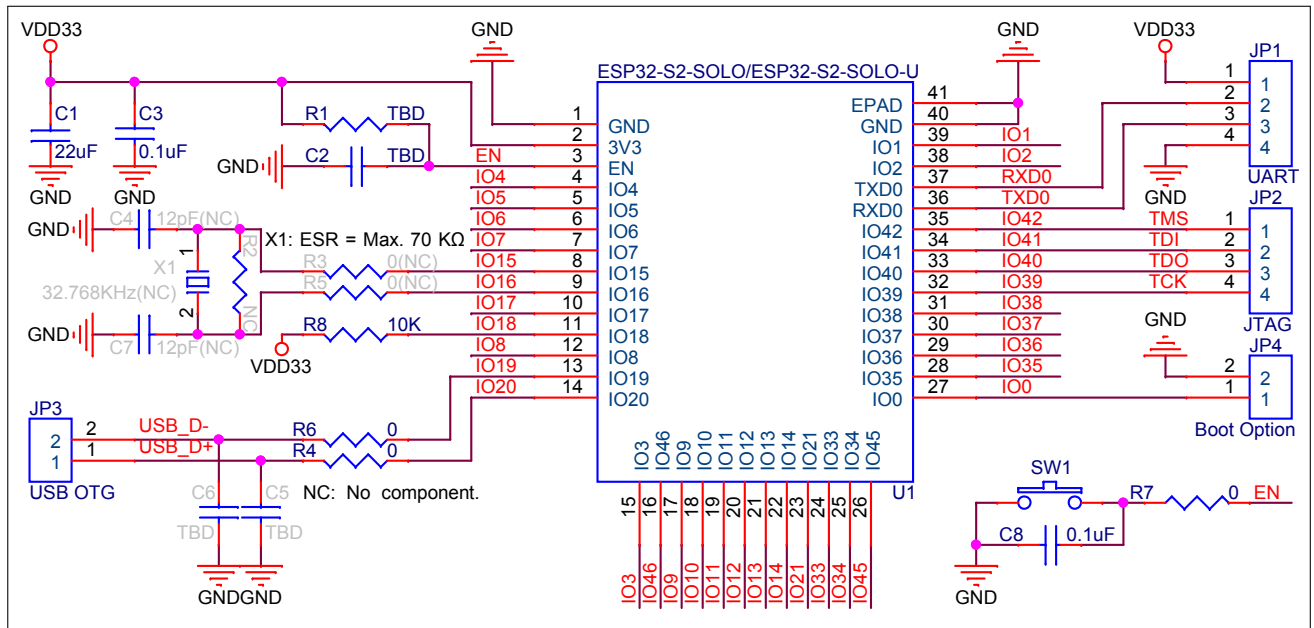 VDD33
GND
GND
VDD33
JP1
ESP32-S2-SOLO/ESP32-S2-SOLO-U
C1
22uF
GND
C3
0.1uF
GND
R1
TBD
GND
C2
TBD
EN
IO4
IO5
IO6
IO7
IO15
IO16
IO17
IO18
IO8
IO19
IO20
1
2
3
4
5
6
7
8
9
10
11
12
13
14
GND
3V3
EN
IO4
IO5
IO6
IO7
IO15
IO16
IO17
IO18
IO8
IO19
IO20
EPAD
GND
IO1
IO2
TXD0
RXD0
IO42
IO41
IO40
IO39
IO38
IO37
IO36
IO35
IO0
41
40
39
38
37
36
35
34
33
32
31
30
29
28
27
IO1
IO2
RXD0
TXD0
IO42
IO41
IO40
IO39
IO38
IO37
IO36
IO35
IO0
TMS
TDI
TDO
TCK
1
2
3
4
1
2
3
4
UART
GND
JP2
1
2
3
4
1
2
3
4
JTAG
GND
JP4
2
1
2
1
Boot Option
GND
C4
12pF(NC)
X1: ESR = Max. 70 KΩ
1
X1
32.768KHz(NC)
2
R2
NC
R3
0(NC)
R5
0(NC)
GND
C7
12pF(NC)
VDD33
R8
10K
JP3
2
1
2
1
USB OTG
USB_D-
USB_D+
R6
0
R4
0
C6
TBD
C5
TBD
NC: No component.
GND
GND
IO3
IO46
IO9
IO10
IO11
IO12
IO13
IO14
IO21
IO33
IO34
IO45
U1
15
16
17
18
19
20
21
22
23
24
25
26
IO3
IO46
IO9
IO10
IO11
IO12
IO13
IO14
IO21
IO33
IO34
IO45
SW1
R7
0
EN
C8
0.1uF
GND